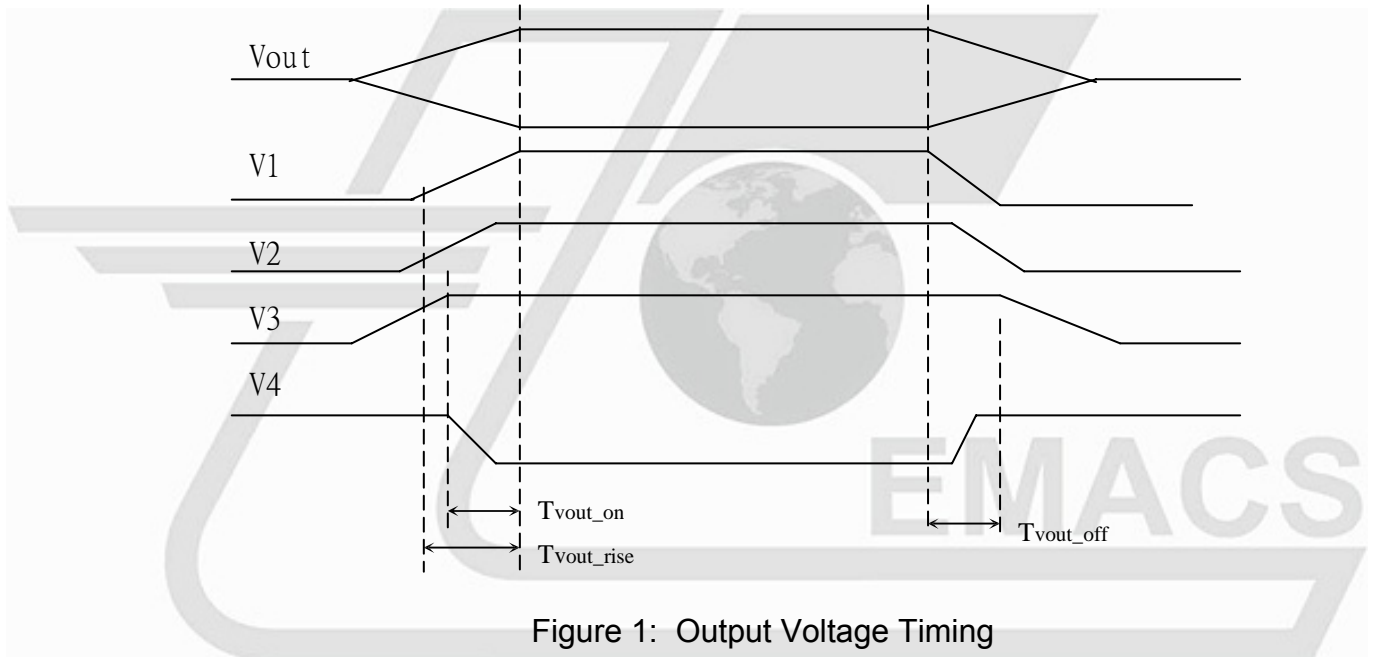 Vout
V1
V2
V3
V4
EMACS
Tvout_on
Tvout_off
Tvout_rise
Figure 1: Output Voltage Timing